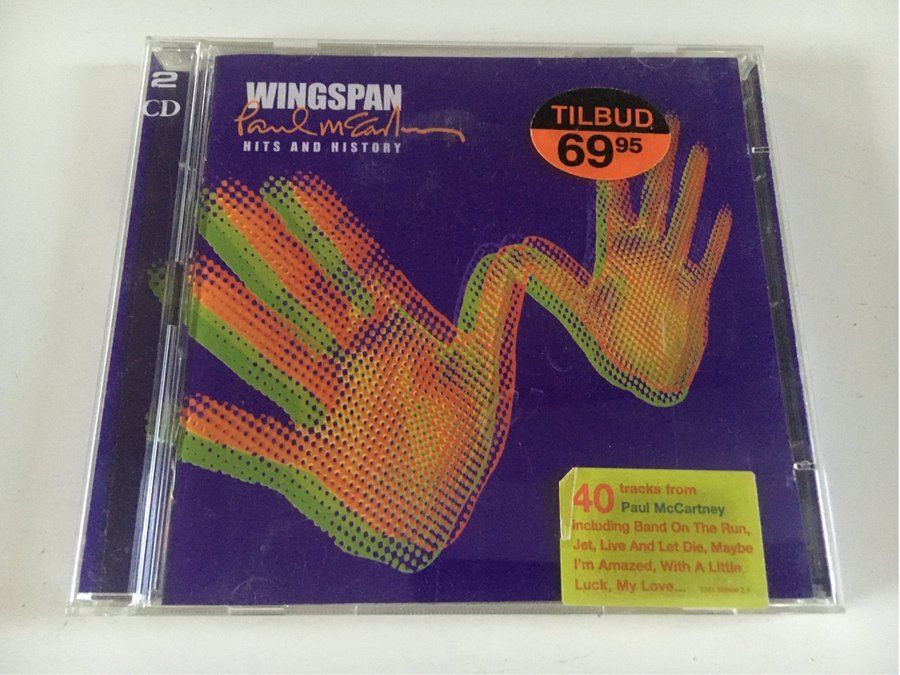 2
CD
WINGSPAN
Paul McCartney
HITS AND HISTORY
TILBUD
69 95
40 tracks from
Paul McCartney
including Band On The Run,
Jet, Live And Let Die, Maybe
I'm Amazed, With A Little
Luck, My Love...